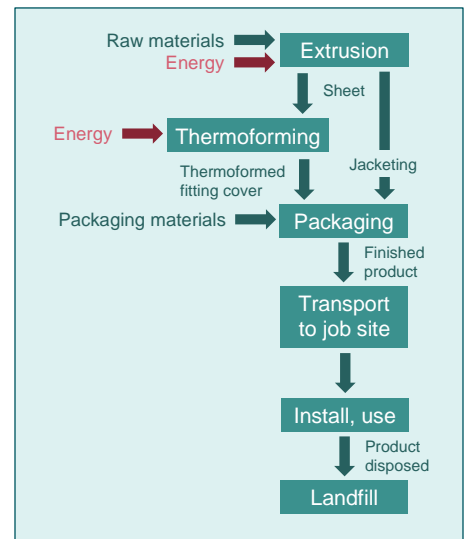 Raw materials
Extrusion
Energy
Sheet
Energy
Thermoforming
Thermoformed
fitting cover
Jacketing
Packaging materials
Packaging
Finished
product
Transport
to job site
Install, use
Product
disposed
Landfill